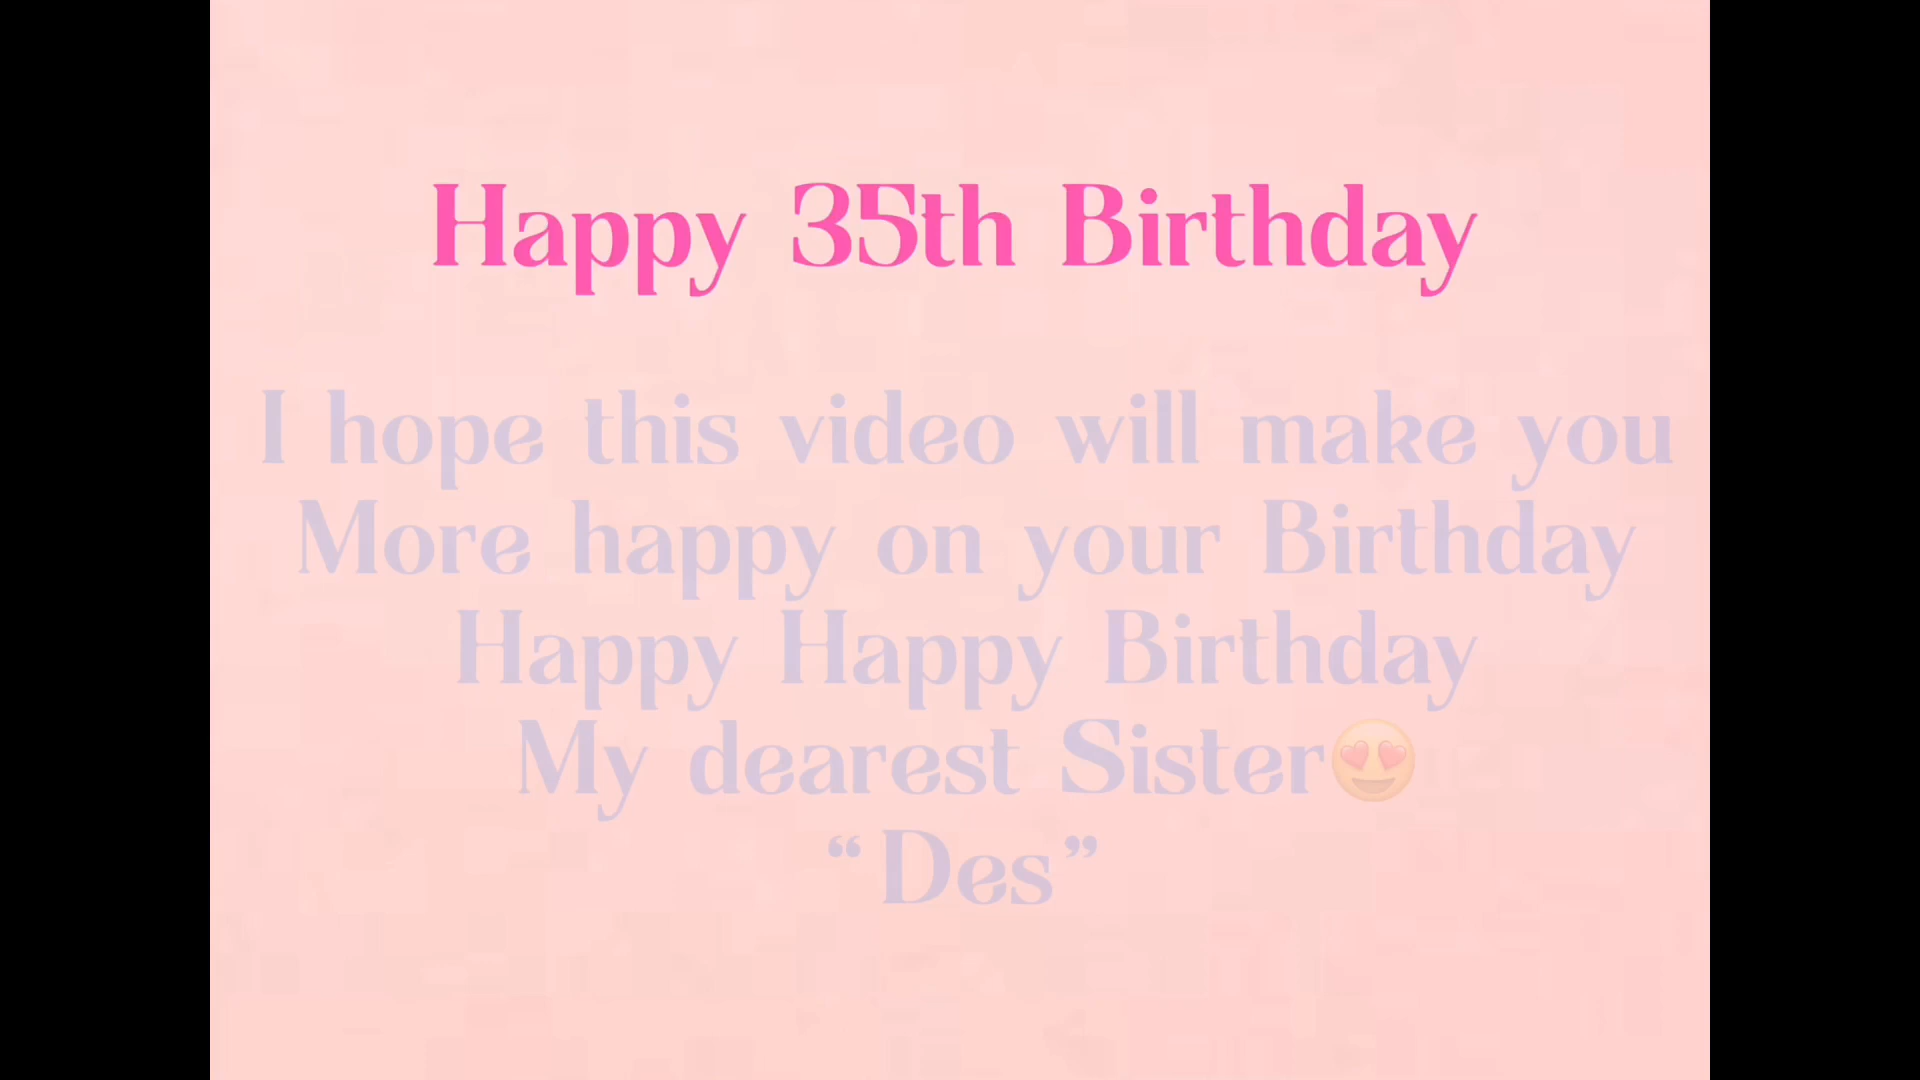 Happy 35th Birthday
I hope this video will make you
More happy on your Birthday
Happy Happy Birthday
My dearest Sister😍
“Des”